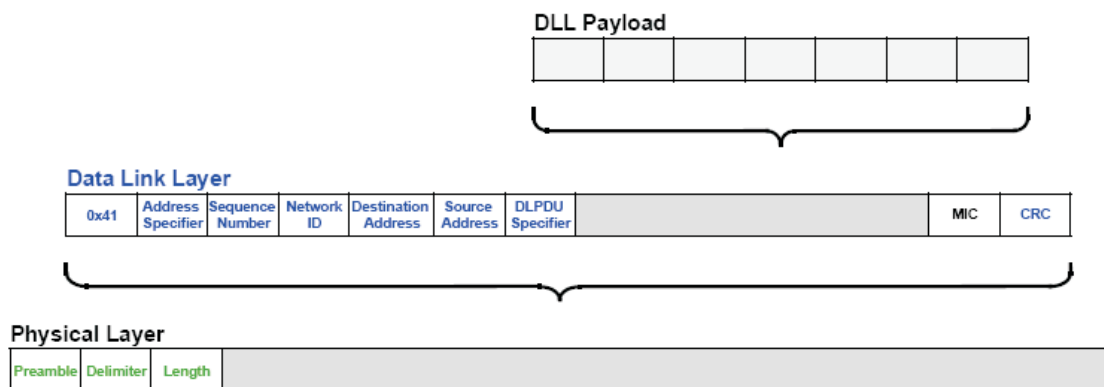 DLL Payload
Data Link Layer
0x41
Address
Specifier
Sequence
Number
Network
ID
Destination
Address
Source
Address
DLPDU
Specifier
MIC
CRC
Physical Layer
Preamble
Delimiter
Length